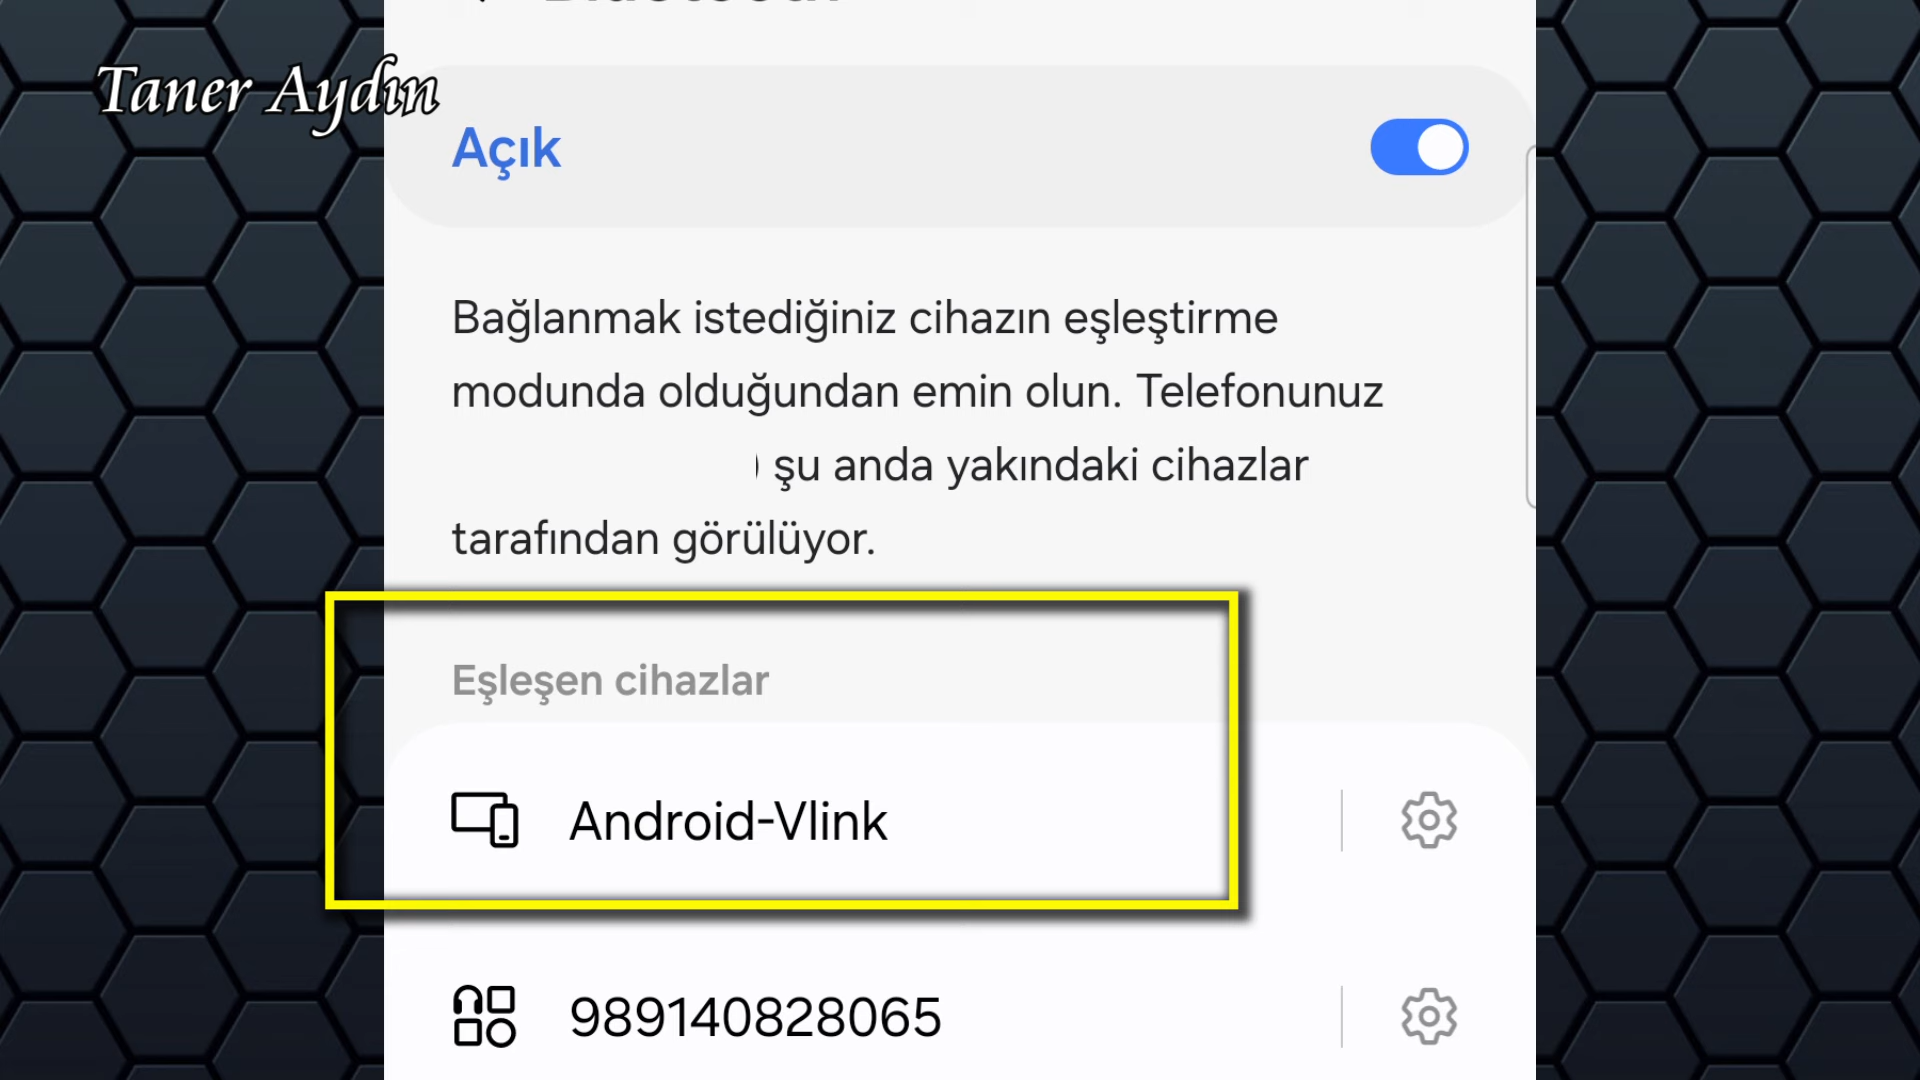 Bluetooth
Taner Aydın
Açık
Bağlanmak istediğiniz cihazın eşleştirme
modunda olduğundan emin olun. Telefonunuz
) şu anda yakındaki cihazlar
tarafından görülüyor.
Eşleşen cihazlar
Android-Vlink
989140828065